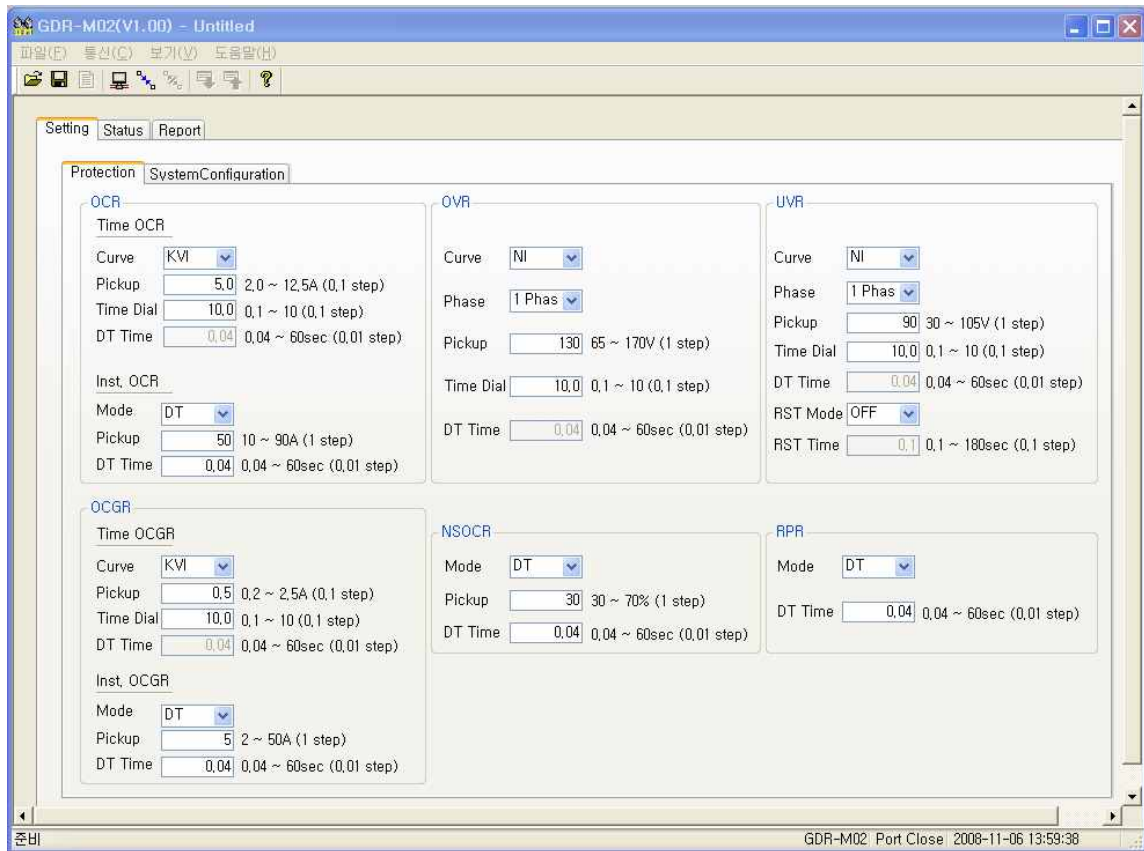 GDR-M02(V1.00) - Untitled
파일(F) 통신(C) 보기(V) 도움말(H)
Setting Status Report
Protection SystemConfiguration
OCR
Time OCR
Curve KVI
Pickup 5.0 2.0 ~ 12.5A (0.1 step)
Time Dial 10.0 0.1 ~ 10 (0.1 step)
DT Time 0.04 0.04 ~ 60sec (0.01 step)
Inst. OCR
Mode DT
Pickup 50 10 ~ 90A (1 step)
DT Time 0.04 0.04 ~ 60sec (0.01 step)
OVR
Curve NI
Phase 1 Phas
Pickup 130 65 ~ 170V (1 step)
Time Dial 10.0 0.1 ~ 10 (0.1 step)
DT Time 0.04 0.04 ~ 60sec (0.01 step)
UVR
Curve NI
Phase 1 Phas
Pickup 90 30 ~ 105V (1 step)
Time Dial 10.0 0.1 ~ 10 (0.1 step)
DT Time 0.04 0.04 ~ 60sec (0.01 step)
RST Mode OFF
RST Time 0.1 0.1 ~ 180sec (0.1 step)
OCGR
Time OCGR
Curve KVI
Pickup 0.5 0.2 ~ 2.5A (0.1 step)
Time Dial 10.0 0.1 ~ 10 (0.1 step)
DT Time 0.04 0.04 ~ 60sec (0.01 step)
Inst. OCGR
Mode DT
Pickup 5 2 ~ 50A (1 step)
DT Time 0.04 0.04 ~ 60sec (0.01 step)
NSOCR
Mode DT
Pickup 30 30 ~ 70% (1 step)
DT Time 0.04 0.04 ~ 60sec (0.01 step)
RPR
Mode DT
DT Time 0.04 0.04 ~ 60sec (0.01 step)
준비 GDR-M02 Port Close 2008-11-06 13:59:38